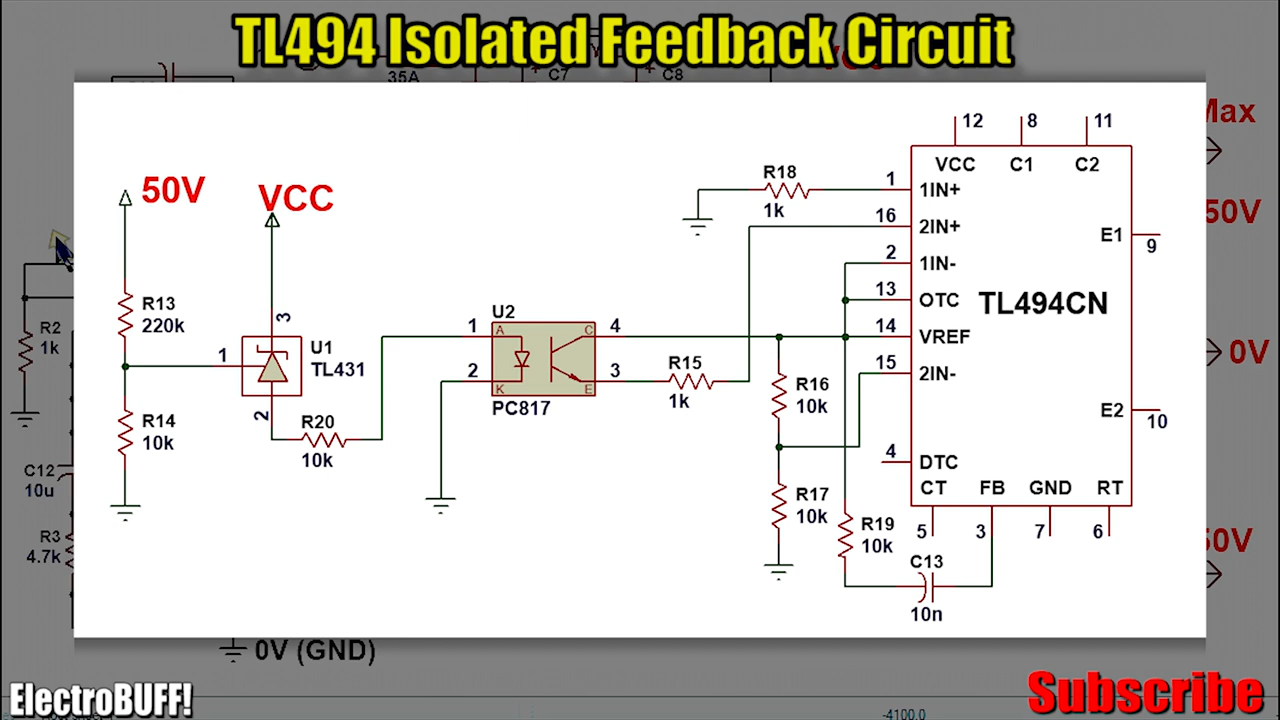 TL494 Isolated Feedback Circuit
35A
C7
C8
Max
50V
0V
50V
R2
1k
C12
10u
R3
4.7k
0V (GND)
-4100.0
50V
VCC
R13
220k
R14
10k
1
3
2
U1
TL431
R20
10k
U2
1
2
A
K
C
E
4
3
PC817
R15
1k
R18
1k
R16
10k
R17
10k
R19
10k
C13
10n
12
8
11
VCC
C1
C2
1
1IN+
16
2IN+
2
1IN-
13
OTC
14
VREF
15
2IN-
4
DTC
TL494CN
E1
9
E2
10
CT
FB
GND
RT
5
3
7
6
ElectroBUFF!
Subscribe